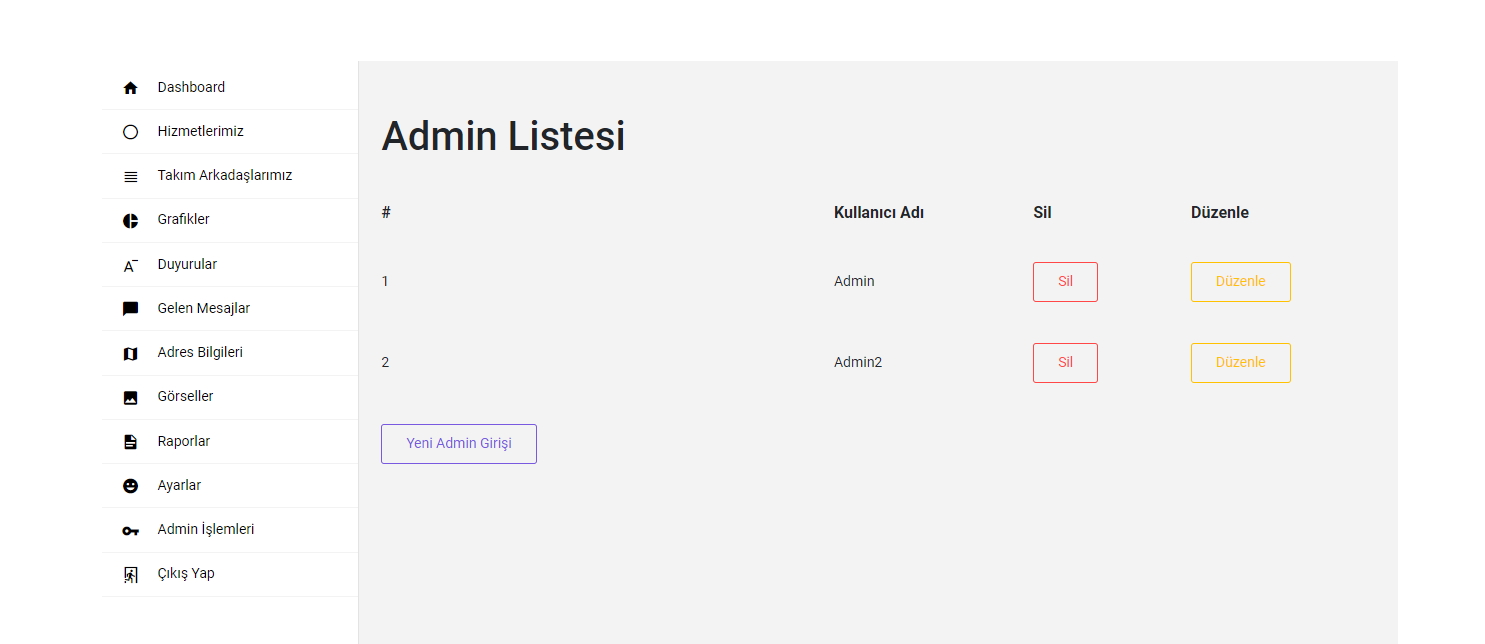 Dashboard
Hizmetlerimiz
Takım Arkadaşlarımız
Grafikler
Duyurular
Gelen Mesajlar
Adres Bilgileri
Görseller
Raporlar
Ayarlar
Admin İşlemleri
Çıkış Yap
Admin Listesi
# Kullanıcı Adı Sil Düzenle
1 Admin Sil Düzenle
2 Admin2 Sil Düzenle
Yeni Admin Girişi